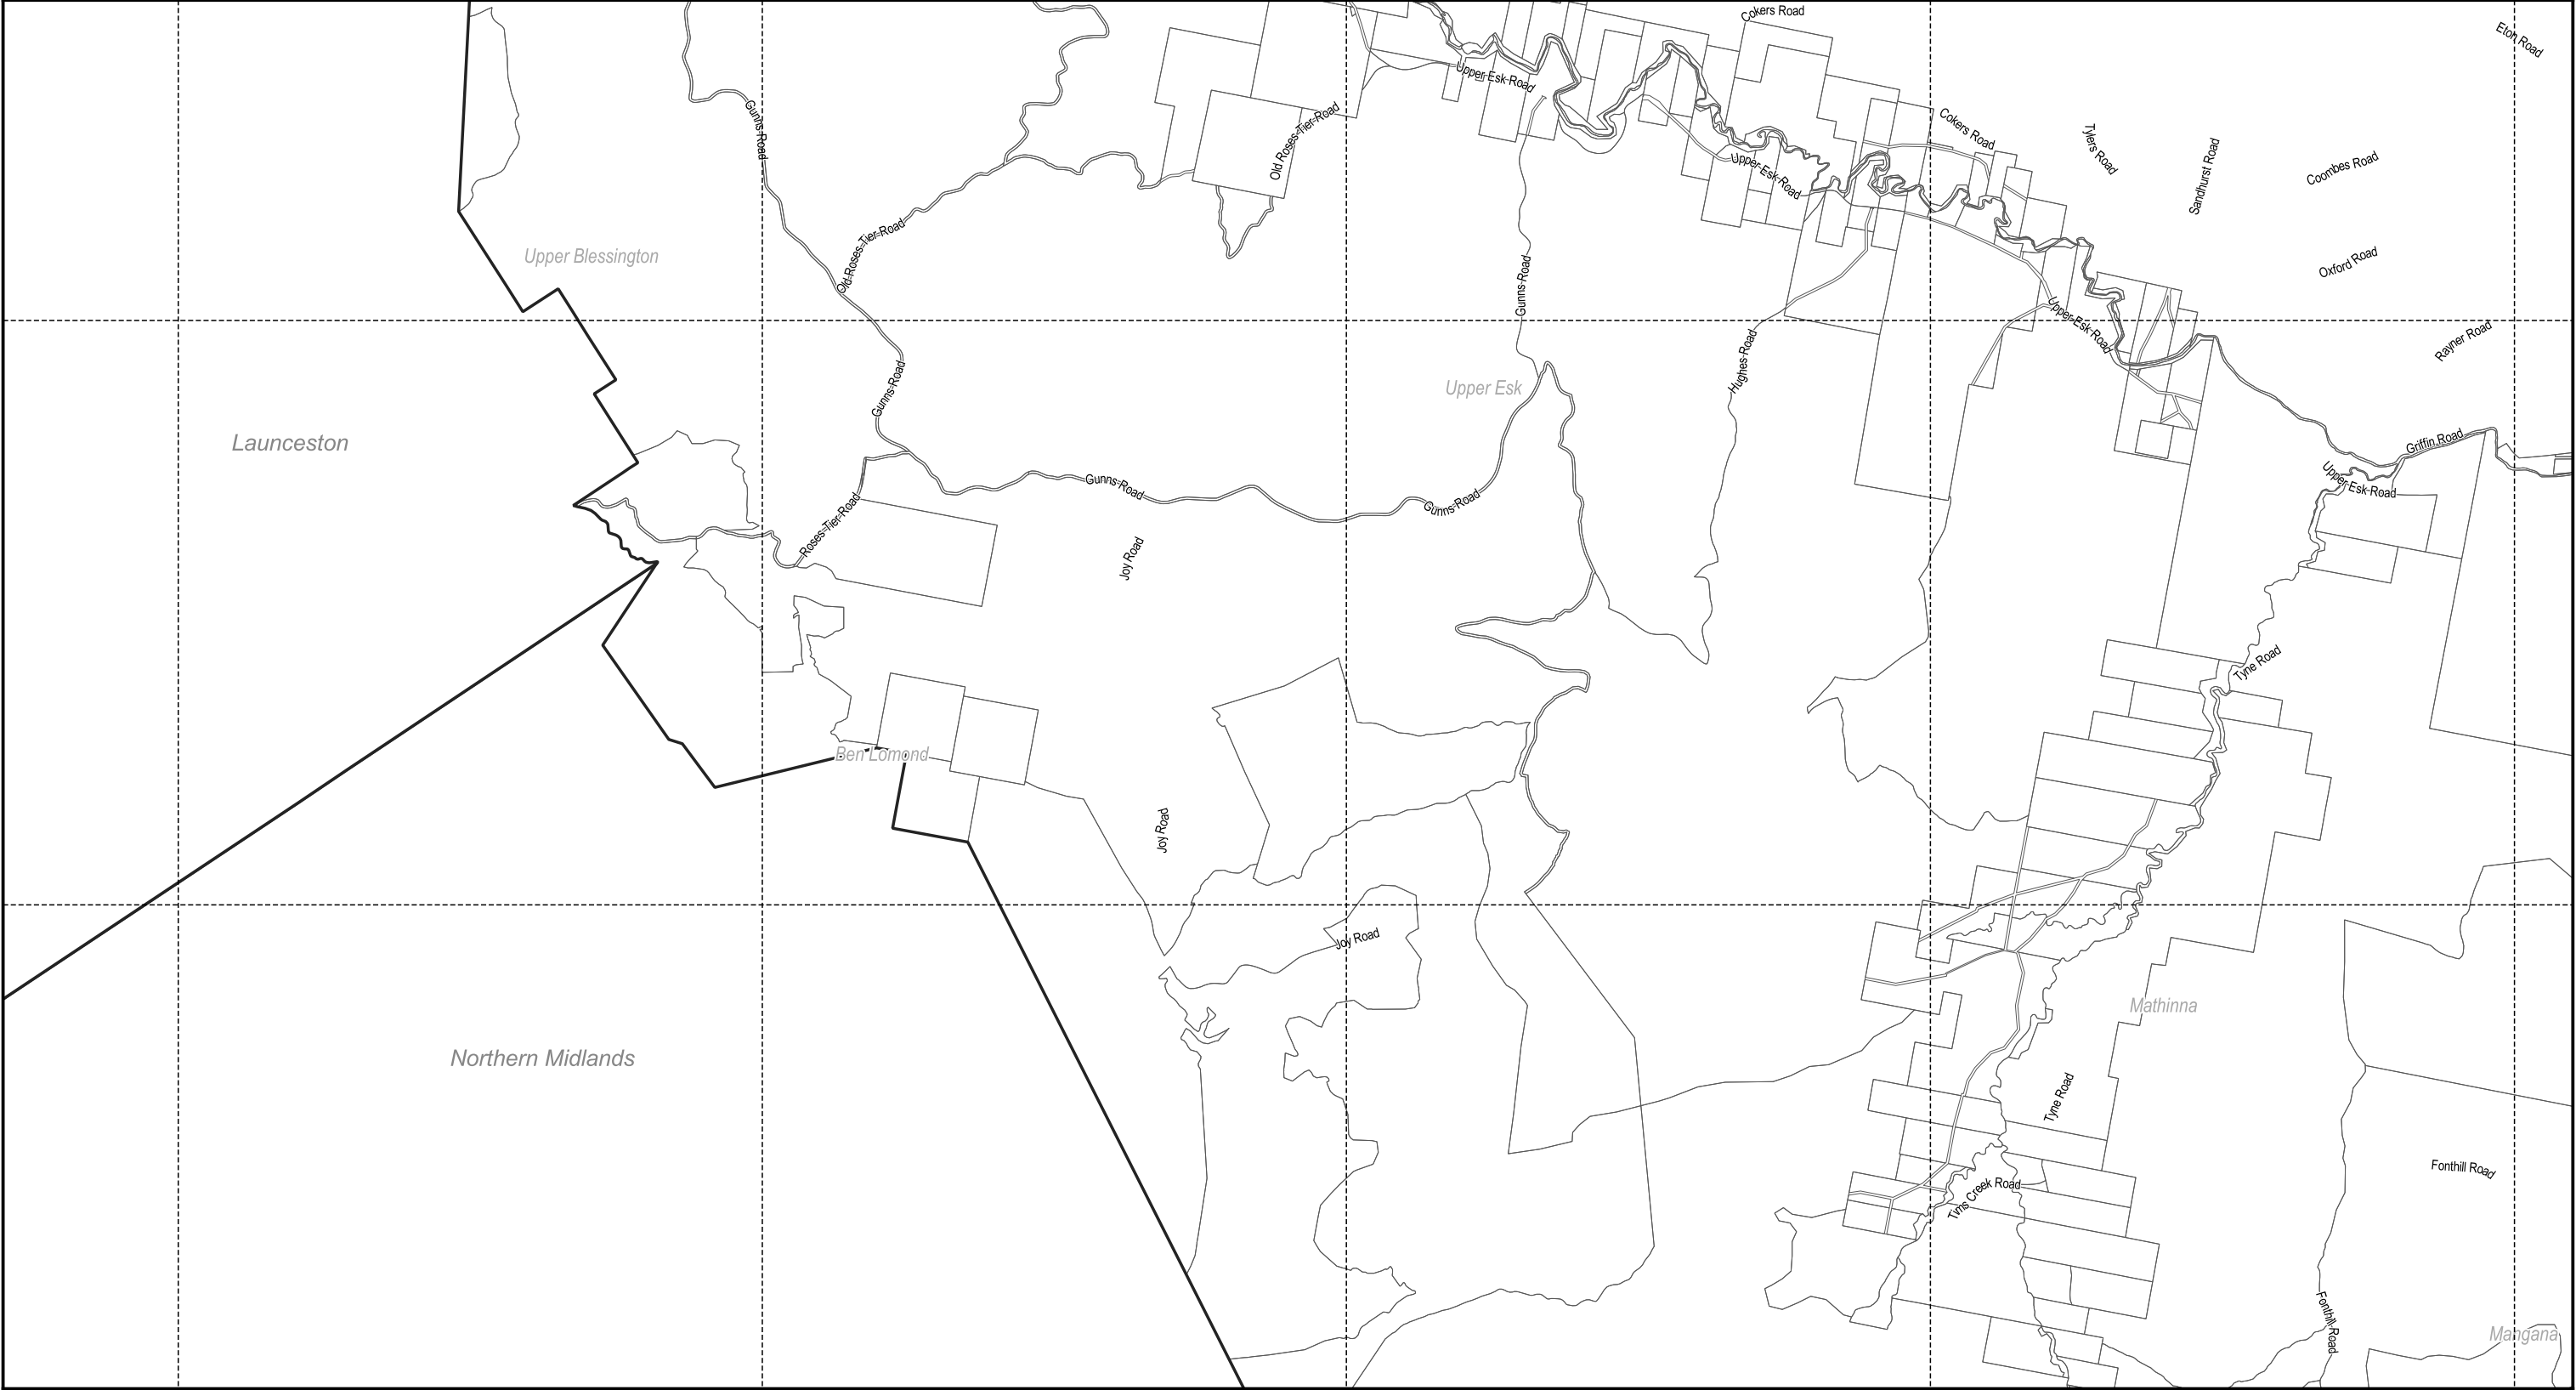 Cokers Road
Eton Road
Upper Esk Road
Gunns Road
Old Roses Tier Road
Cokers Road
Tylers Road
Sandhurst Road
Coombes Road
Upper Esk Road
Upper Blessington
Old Roses Tier Road
Gunns Road
Oxford Road
Upper Esk Road
Rayner Road
Hughes Road
Gunns Road
Upper Esk
Launceston
Griffin Road
Gunns Road
Gunns Road
Upper Esk Road
Roses Tier Road
Joy Road
Tyne Road
Ben Lomond
Joy Road
Joy Road
Mathinna
Northern Midlands
Tyne Road
Fonthill Road
Creek Road
Fonthill Road
Mangana